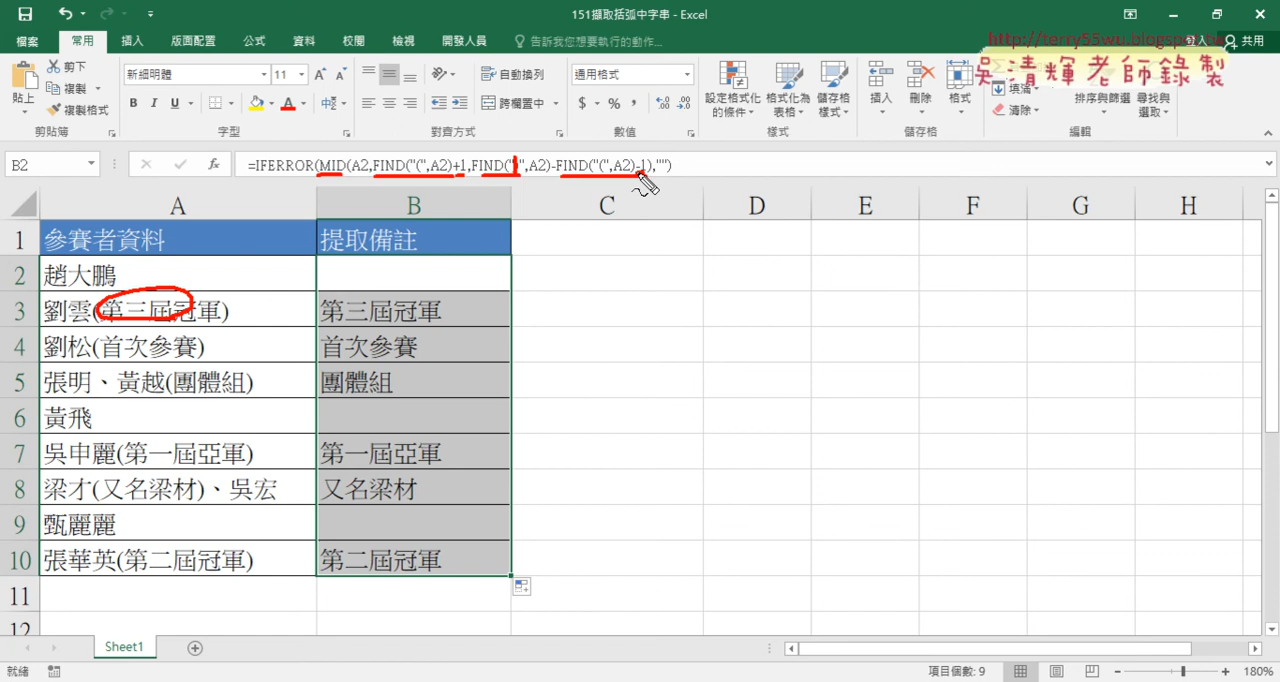 151擷取括弧中字串 - Excel
檔案 常用 插入 版面配置 公式 資料 校閱 檢視 開發人員 告訴我您想要執行的動作... 登入 共用
http://terry55wu.blogspot.tw
吳清輝老師錄製
貼上 剪下 複製 複製格式 剪貼簿
新細明體 11 B I U A 中 字型
自動換列 跨欄置中 對齊方式
通用格式 $ % , 數值
設定格式化的條件 格式化為表格 儲存格樣式 樣式
插入 刪除 格式 儲存格
填滿 清除 排序與篩選 尋找與選取 編輯
B2 fx =IFERROR(MID(A2,FIND("(",A2)+1,FIND(")",A2)-FIND("(",A2)-1),"")
A B C D E F G H
1 參賽者資料 提取備註
2 趙大鵬
3 劉雲(第三屆冠軍) 第三屆冠軍
4 劉松(首次參賽) 首次參賽
5 張明、黃越(團體組) 團體組
6 黃飛
7 吳申麗(第一屆亞軍) 第一屆亞軍
8 梁才(又名梁材)、吳宏 又名梁材
9 甄麗麗
10 張華英(第二屆冠軍) 第二屆冠軍
11
12
Sheet1
就緒 項目個數: 9 180%